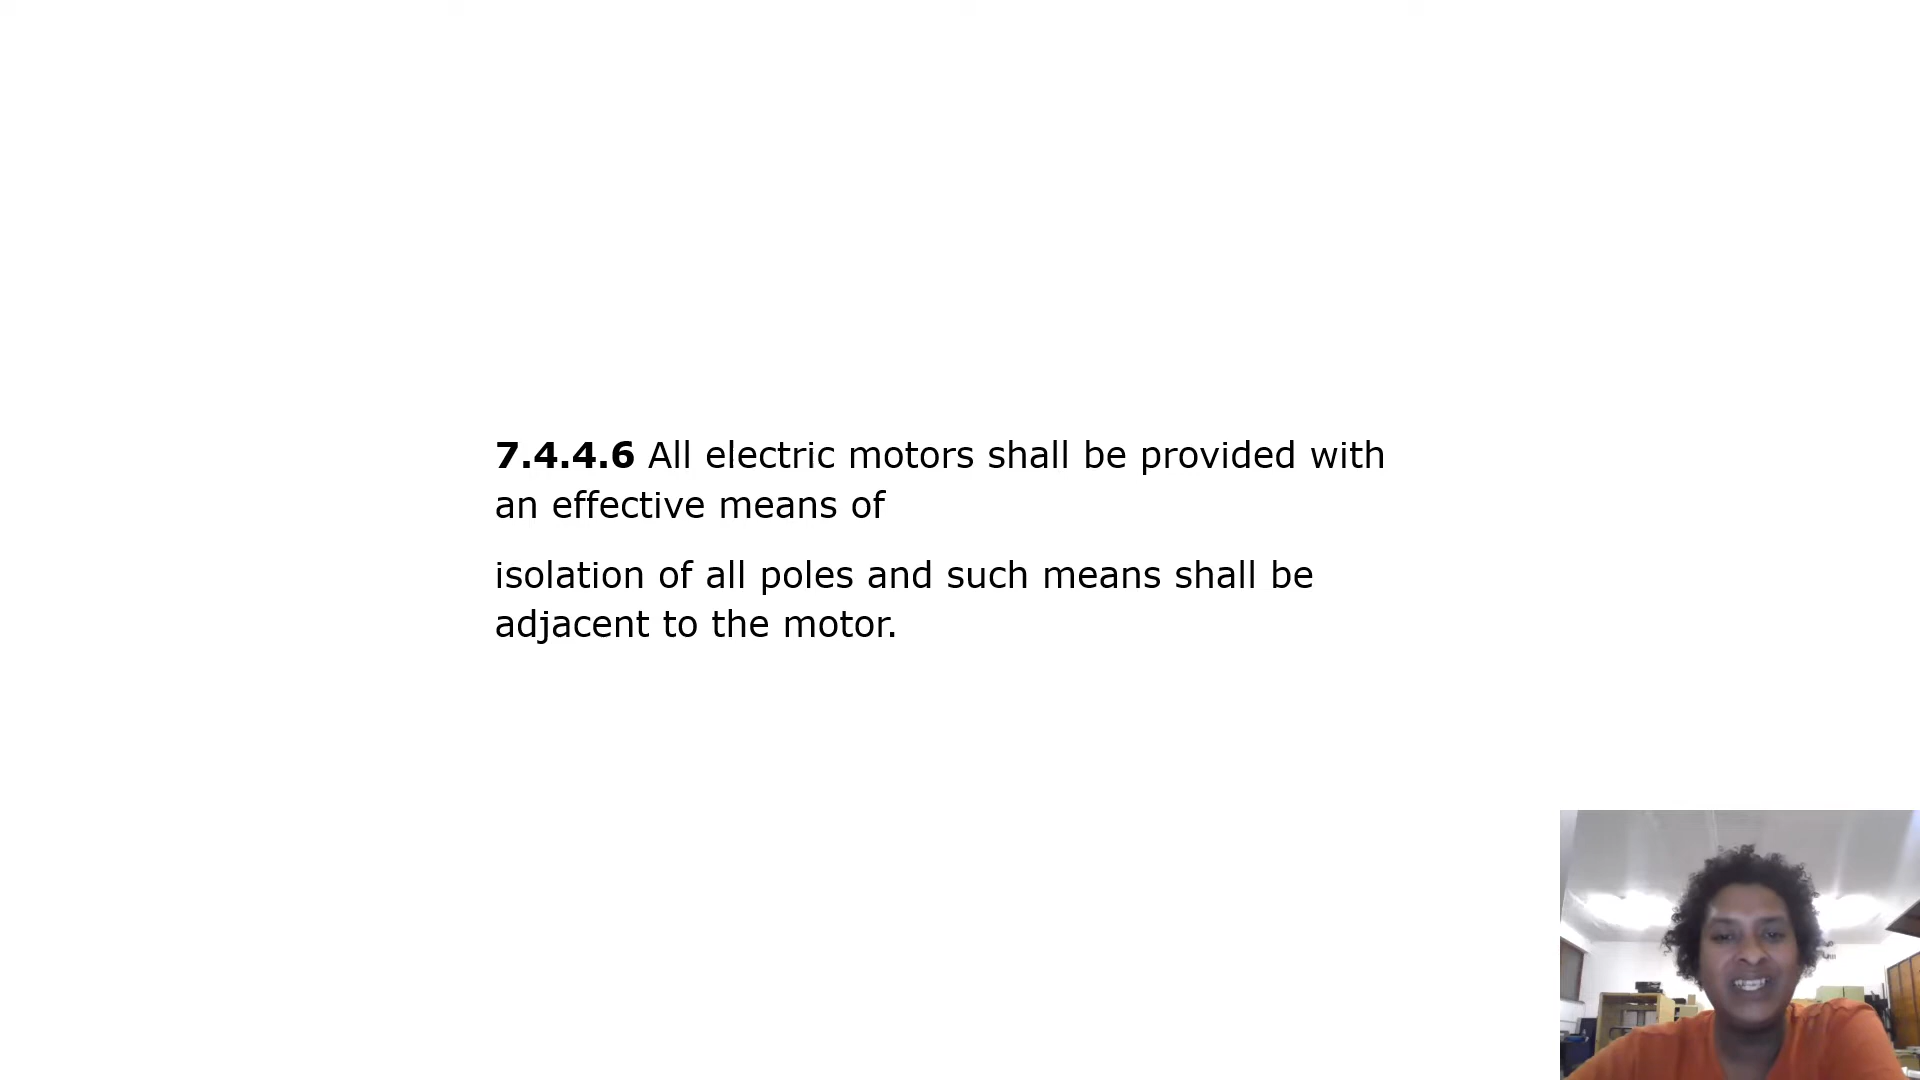 7.4.4.6 All electric motors shall be provided with
an effective means of
isolation of all poles and such means shall be
adjacent to the motor.